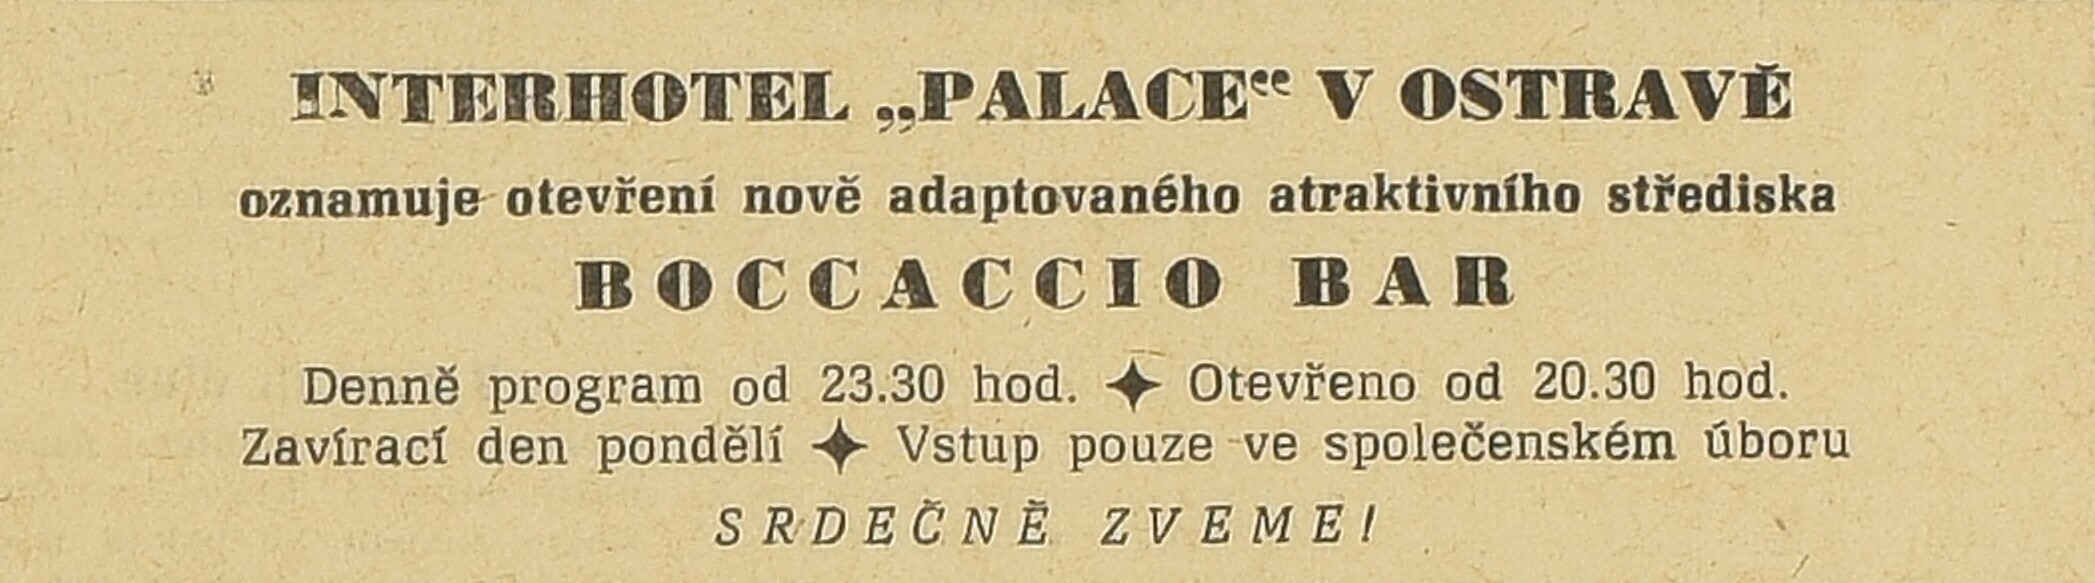 INTERHOTEL „PALACE“ V OSTRAVĚ
oznamuje otevření nově adaptovaného atraktivního střediska
BOCCACCIO BAR
Denně program od 23.30 hod. ✦ Otevřeno od 20.30 hod.
Zavírací den pondělí ✦ Vstup pouze ve společenském úboru
SRDEČNĚ ZVEME!